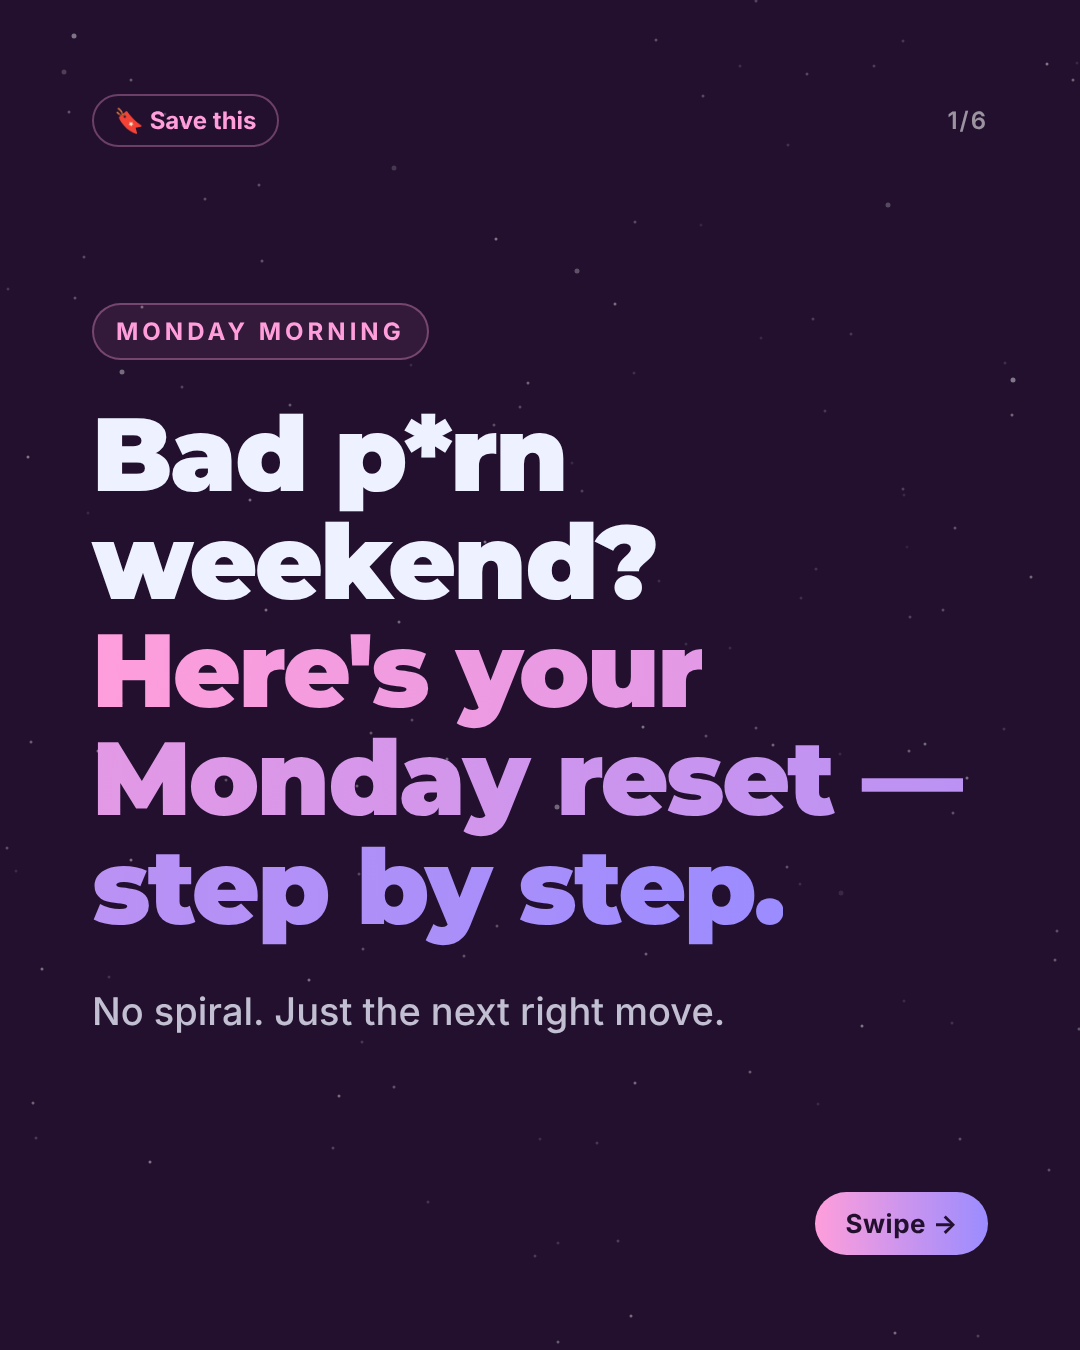 🔖 Save this
1/6
MONDAY MORNING
Bad p*rn
weekend?
Here's your
Monday reset —
step by step.
No spiral. Just the next right move.
Swipe →